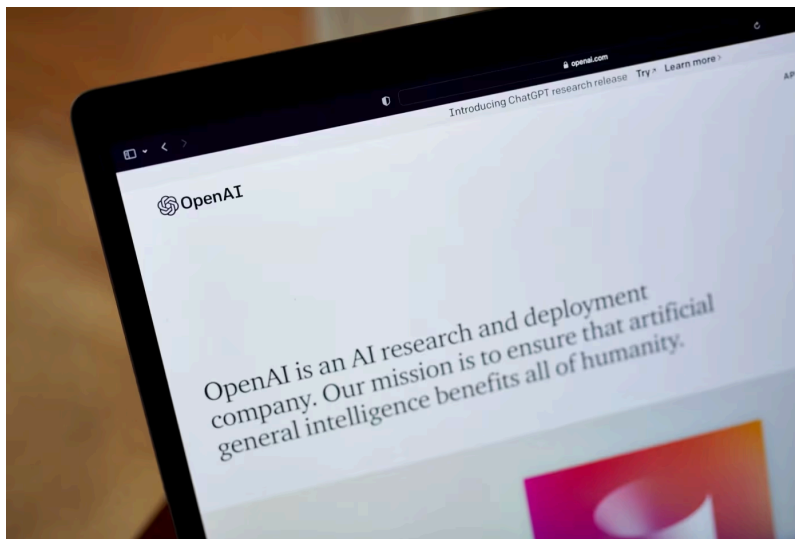 openai.com
Introducing ChatGPT research release Try↗ Learn more›
OpenAI
OpenAI is an AI research and deployment
company. Our mission is to ensure that artificial
general intelligence benefits all of humanity.